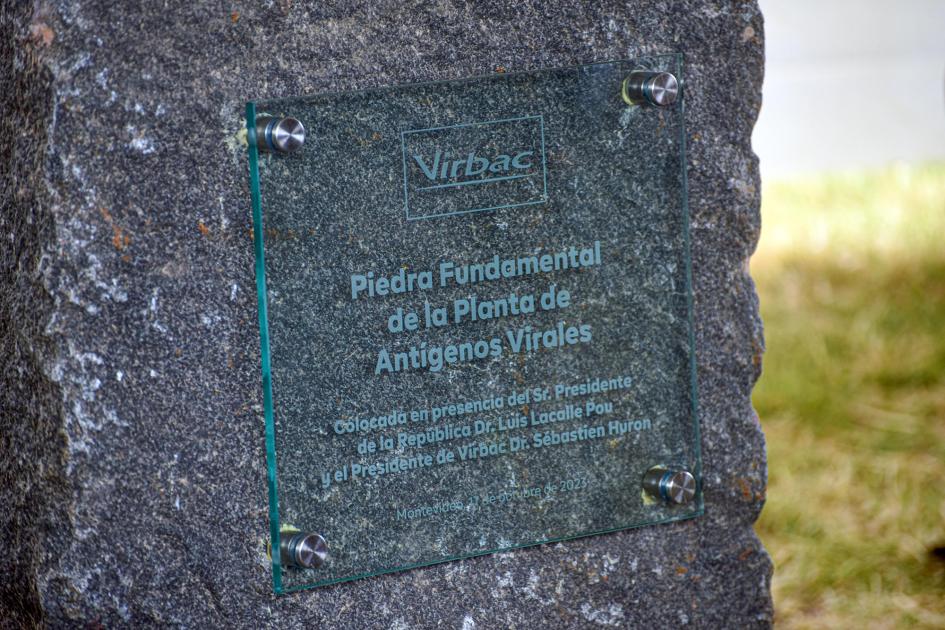 Virbac
Piedra Fundamental
de la Planta de
Antígenos Virales
Colocada en presencia del Sr. Presidente
de la República Dr. Luis Lacalle Pou
y el Presidente de Virbac Dr. Sébastien Huron
Montevideo, 17 de octubre de 2023